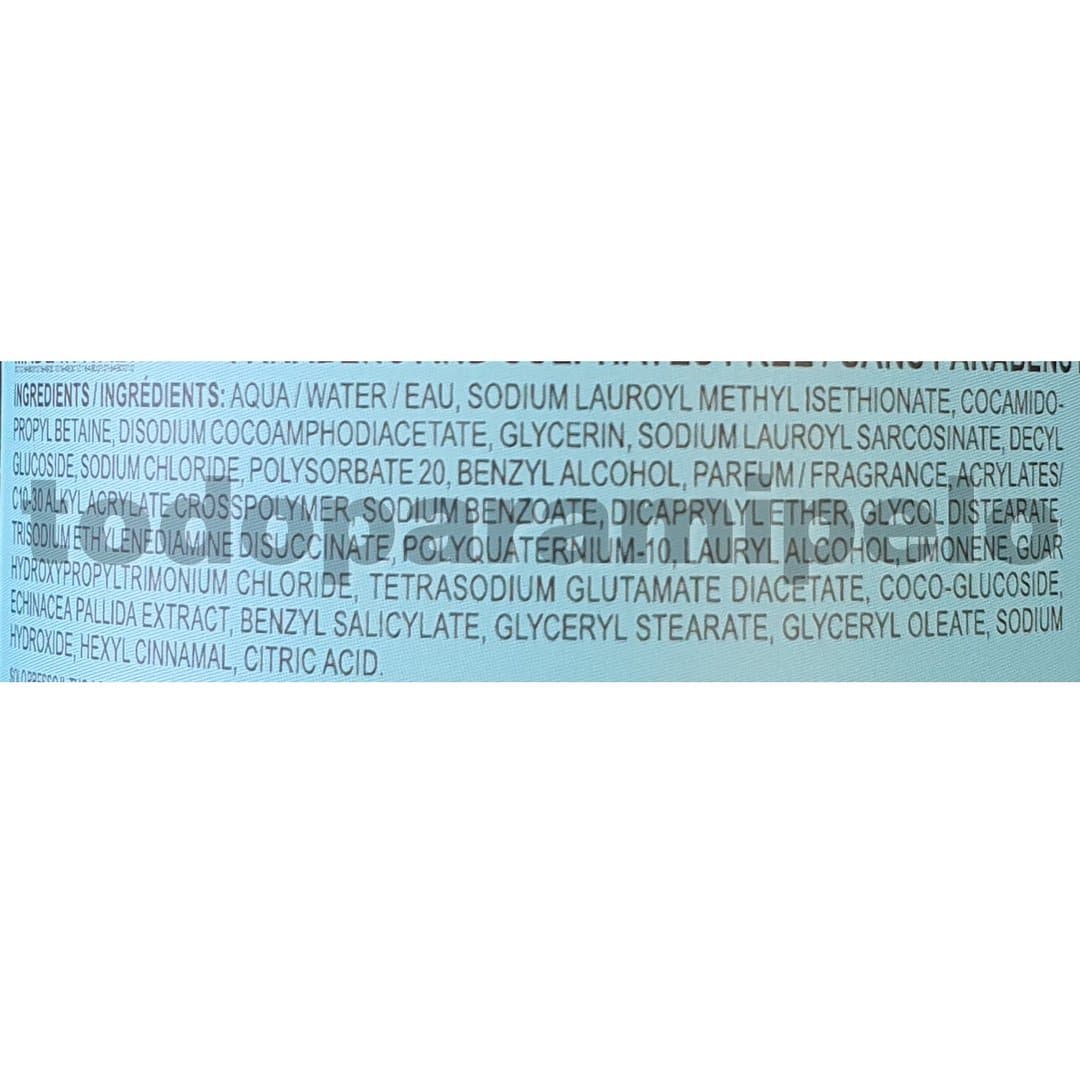 INGREDIENTS / INGRÉDIENTS: AQUA / WATER / EAU, SODIUM LAUROYL METHYL ISETHIONATE, COCAMIDO-
PROPYL BETAINE, DISODIUM COCOAMPHODIACETATE, GLYCERIN, SODIUM LAUROYL SARCOSINATE, DECYL
GLUCOSIDE, SODIUM CHLORIDE, POLYSORBATE 20, BENZYL ALCOHOL, PARFUM / FRAGRANCE, ACRYLATES/
C10-30 ALKYL ACRYLATE CROSSPOLYMER, SODIUM BENZOATE, DICAPRYLYL ETHER, GLYCOL DISTEARATE,
todoparamipelo
TRISODIUM ETHYLENEDIAMINE DISUCCINATE, POLYQUATERNIUM-10, LAURYL ALCOHOL, LIMONENE, GUAR
HYDROXYPROPYLTRIMONIUM CHLORIDE, TETRASODIUM GLUTAMATE DIACETATE, COCO-GLUCOSIDE,
ECHINACEA PALLIDA EXTRACT, BENZYL SALICYLATE, GLYCERYL STEARATE, GLYCERYL OLEATE, SODIUM
HYDROXIDE, HEXYL CINNAMAL, CITRIC ACID.